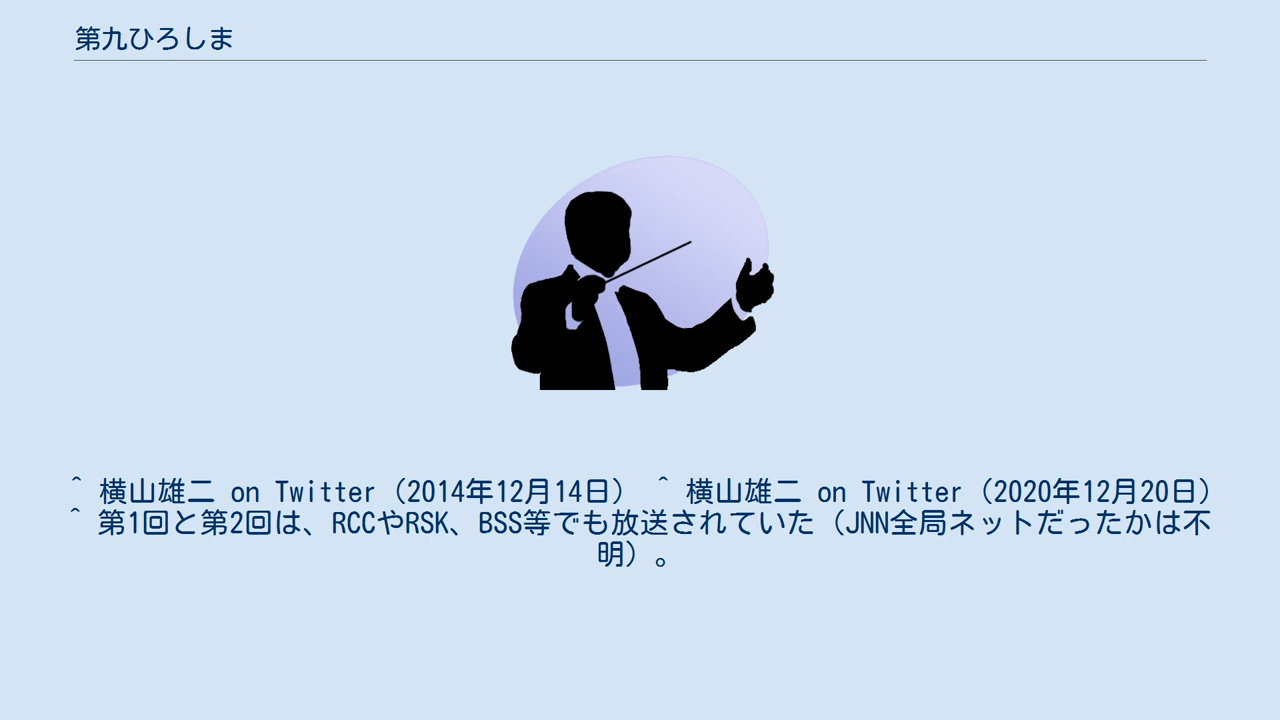 第九ひろしま
^ 横山雄二 on Twitter（2014年12月14日） ^ 横山雄二 on Twitter（2020年12月20日）
^ 第1回と第2回は、RCCやRSK、BSS等でも放送されていた（JNN全局ネットだったかは不
明）。